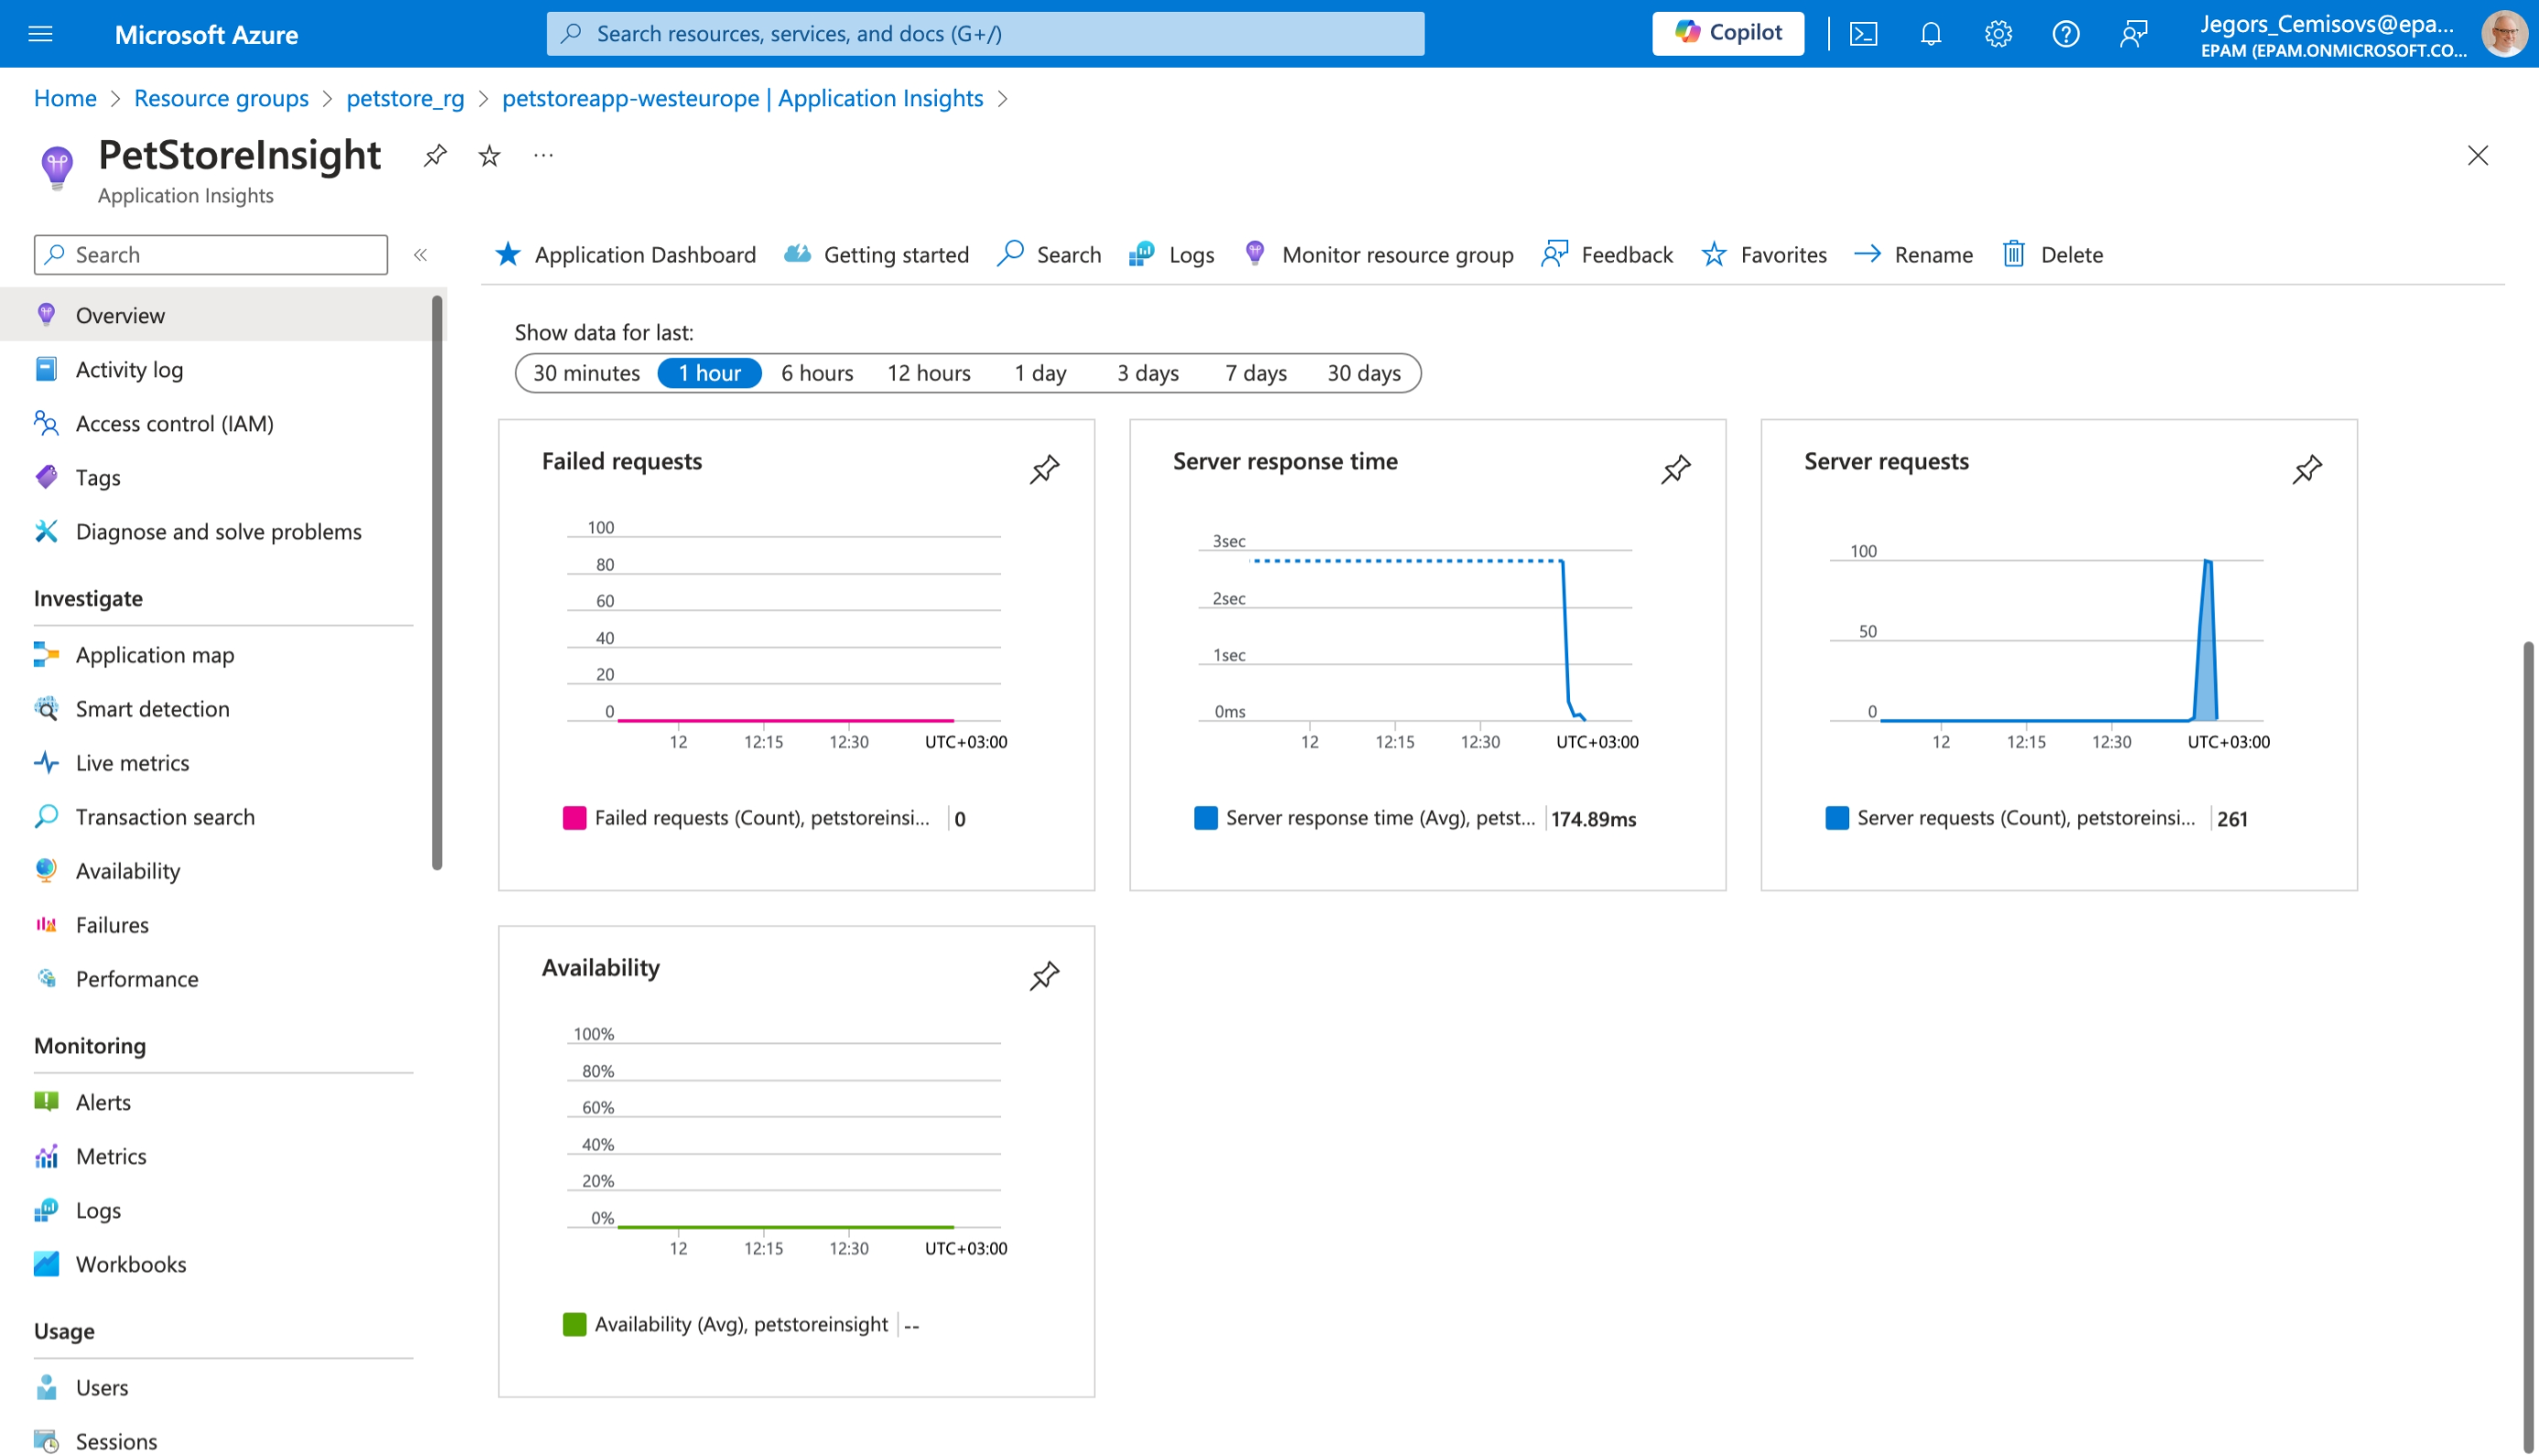 Microsoft Azure
Search resources, services, and docs (G+/)
Copilot
Jegors_Cemisovs@epa...
EPAM (EPAM.ONMICROSOFT.CO...
Home > Resource groups > petstore_rg > petstoreapp-westeurope | Application Insights >
PetStoreInsight
Application Insights
Search
Application Dashboard
Getting started
Search
Logs
Monitor resource group
Feedback
Favorites
Rename
Delete
Overview
Activity log
Access control (IAM)
Tags
Diagnose and solve problems
Investigate
Application map
Smart detection
Live metrics
Transaction search
Availability
Failures
Performance
Monitoring
Alerts
Metrics
Logs
Workbooks
Usage
Users
Sessions
Show data for last:
30 minutes 1 hour 6 hours 12 hours 1 day 3 days 7 days 30 days
Failed requests
100
80
60
40
20
0
12 12:15 12:30 UTC+03:00
Failed requests (Count), petstoreinsi... 0
Server response time
3sec
2sec
1sec
0ms
12 12:15 12:30 UTC+03:00
Server response time (Avg), petst... 174.89ms
Server requests
100
50
0
12 12:15 12:30 UTC+03:00
Server requests (Count), petstoreinsi... 261
Availability
100%
80%
60%
40%
20%
0%
12 12:15 12:30 UTC+03:00
Availability (Avg), petstoreinsight --